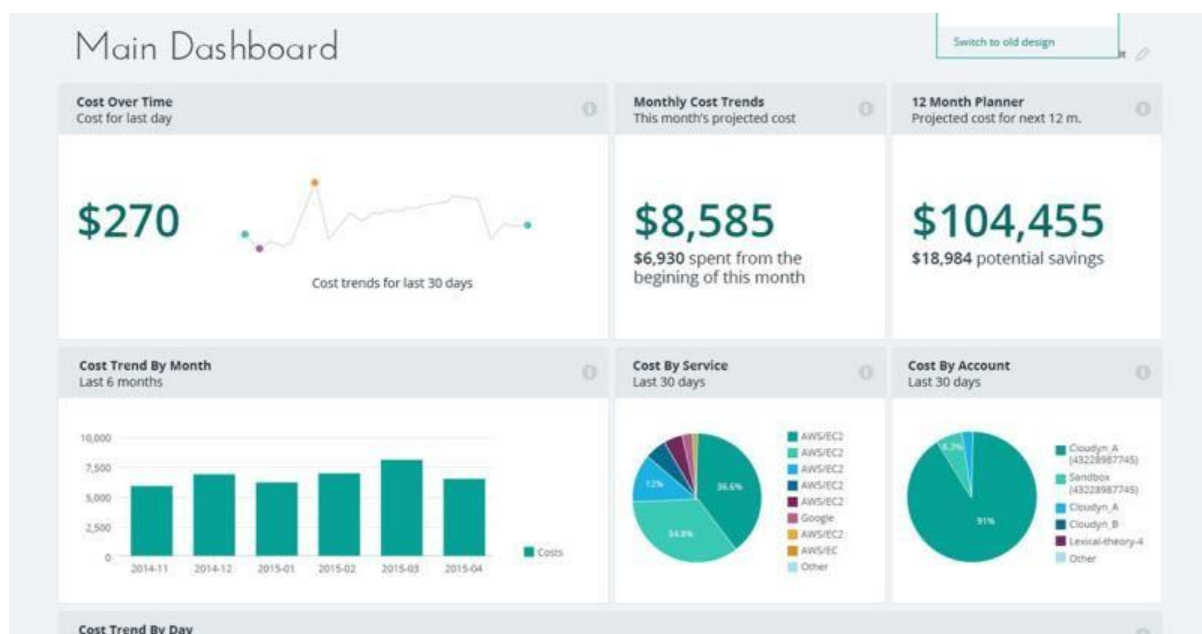 Main Dashboard
Switch to old design
Cost Over Time
Cost for last day
$270
Cost trends for last 30 days
Monthly Cost Trends
This month's projected cost
$8,585
$6,930 spent from the
begining of this month
12 Month Planner
Projected cost for next 12 m.
$104,455
$18,984 potential savings
Cost Trend By Month
Last 6 months
10,000
7,500
5,000
2,500
0
2014-11
2014-12
2015-01
2015-02
2015-03
2015-04
Costs
Cost By Service
Last 30 days
36.6%
34.8%
12%
AWS/EC2
AWS/EC2
AWS/EC2
AWS/EC2
AWS/EC2
Google
AWS/EC2
AWS/EC
Other
Cost By Account
Last 30 days
91%
Cloudyn_A
(43228987745)
Sandbox
(43228987745)
Cloudyn_A
Cloudyn_B
Lexical-theory-4
Other
Cost Trend By Day